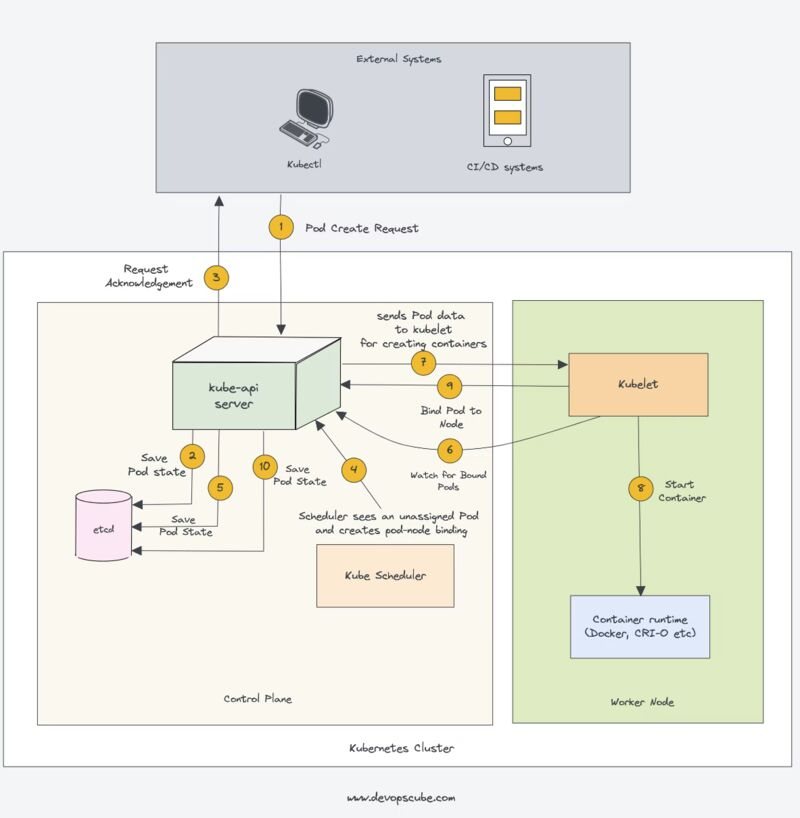 External Systems
Kubectl
CI/CD systems
1
Pod Create Request
3
Request
Acknowledgement
sends Pod data
to kubelet
for creating containers
7
kube-api
server
Kubelet
9
Bind Pod to
Node
6
Watch for Bound
Pods
2
Save
Pod state
10
Save
Pod State
4
5
Save
Pod State
8
Start
Container
etcd
Scheduler sees an unassigned Pod
and creates pod-node binding
Kube Scheduler
Container runtime
(Docker, CRI-O etc)
Control Plane
Worker Node
Kubernetes Cluster
www.devopscube.com